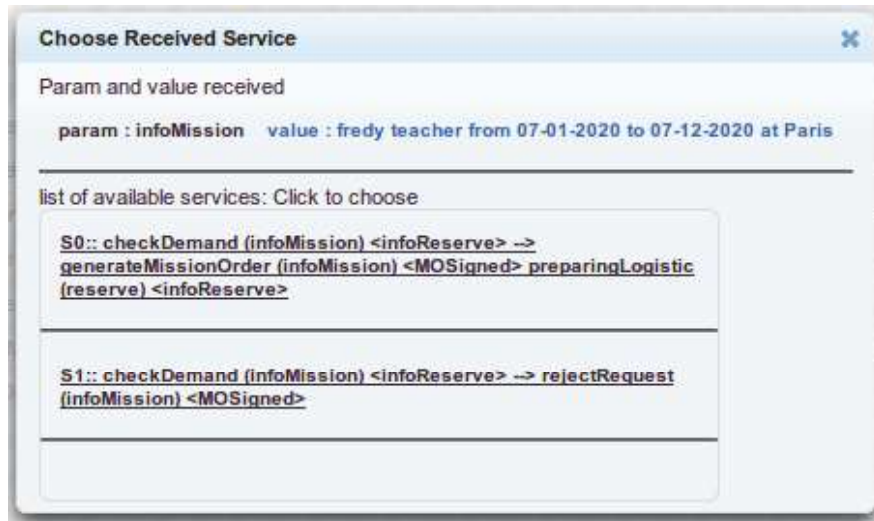 Choose Received Service
Param and value received
param : infoMission value : fredy teacher from 07-01-2020 to 07-12-2020 at Paris
list of available services: Click to choose
S0:: checkDemand (infoMission) <infoReserve> -->
generateMissionOrder (infoMission) <MOSigned> preparingLogistic
(reserve) <infoReserve>
S1:: checkDemand (infoMission) <infoReserve> --> rejectRequest
(infoMission) <MOSigned>